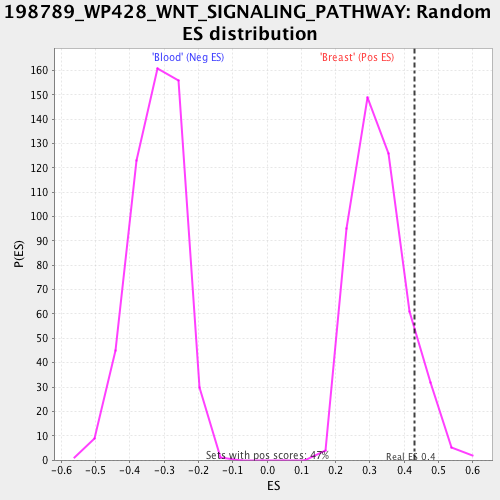 198789_WP428_WNT_SIGNALING_PATHWAY: Random
ES distribution
'Blood' (Neg ES)
'Breast' (Pos ES)
160
150
140
130
120
110
100
90
80
70
60
50
40
30
20
10
0
P(ES)
Sets with pos scores: 47%
Real ES 0.4
-0.6 -0.5 -0.4 -0.3 -0.2 -0.1 0.0 0.1 0.2 0.3 0.4 0.5 0.6
ES